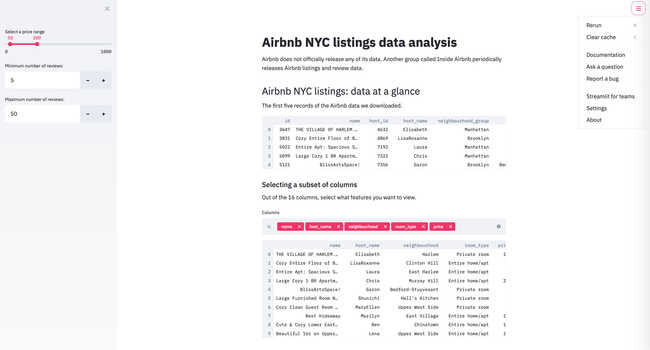 Select a price range
50 300
0 1000
Minimum number of reviews:
5 − +
Maximum number of reviews:
50 − +
Airbnb NYC listings data analysis
Airbnb does not officially release any of its data. Another group called Inside Airbnb periodically
releases Airbnb listings and review data.
Airbnb NYC listings: data at a glance
The first five records of the Airbnb data we downloaded.
id name host_id host_name neighbourhood_group
0 3647 THE VILLAGE OF HARLEM.… 4632 Elisabeth Manhattan
1 3831 Cozy Entire Floor of B… 4869 LisaRoxanne Brooklyn
2 5022 Entire Apt: Spacious S… 7192 Laura Manhattan
3 5099 Large Cozy 1 BR Apartm… 7322 Chris Manhattan
4 5121 BlissArtsSpace! 7356 Garon Brooklyn Be
Selecting a subset of columns
Out of the 16 columns, select what features you want to view.
Columns
name × host_name × neighbourhood × room_type × price ×
name host_name neighbourhood room_type pri
0 THE VILLAGE OF HARLEM.… Elisabeth Harlem Private room 1
1 Cozy Entire Floor of B… LisaRoxanne Clinton Hill Entire home/apt
2 Entire Apt: Spacious S… Laura East Harlem Entire home/apt
3 Large Cozy 1 BR Apartm… Chris Murray Hill Entire home/apt 2
4 BlissArtsSpace! Garon Bedford-Stuyvesant Private room
5 Large Furnished Room N… Shunichi Hell's Kitchen Private room
6 Cozy Clean Guest Room … MaryEllen Upper West Side Private room
7 Best Hideaway Marilyn East Village Entire home/apt 1
8 Cute & Cozy Lower East… Ben Chinatown Entire home/apt 1
9 Beautiful 1br on Upper… Lena Upper West Side Entire home/apt 1
Rerun R
Clear cache C
Documentation
Ask a question
Report a bug
Streamlit for teams
Settings
About